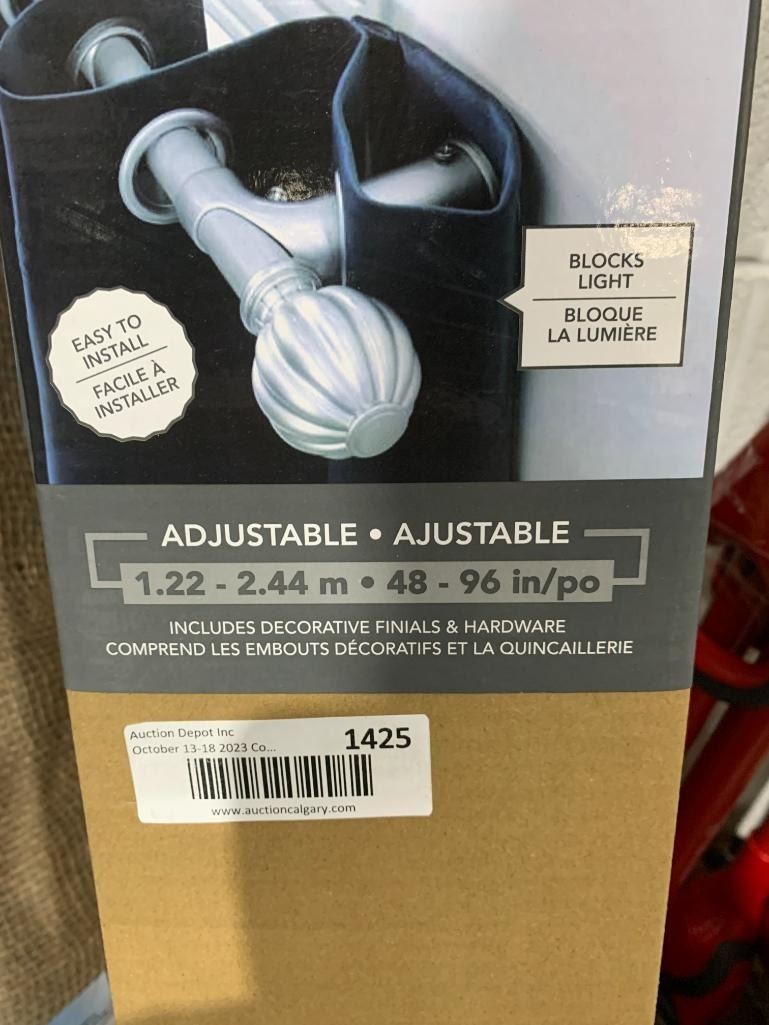 BLOCKS
LIGHT
BLOQUE
LA LUMIÈRE
EASY TO
INSTALL
FACILE À
INSTALLER
ADJUSTABLE • AJUSTABLE
1.22 - 2.44 m • 48 - 96 in/po
INCLUDES DECORATIVE FINIALS & HARDWARE
COMPREND LES EMBOUTS DÉCORATIFS ET LA QUINCAILLERIE
Auction Depot Inc
October 13-18 2023 Co...
1425
www.auctioncalgary.com